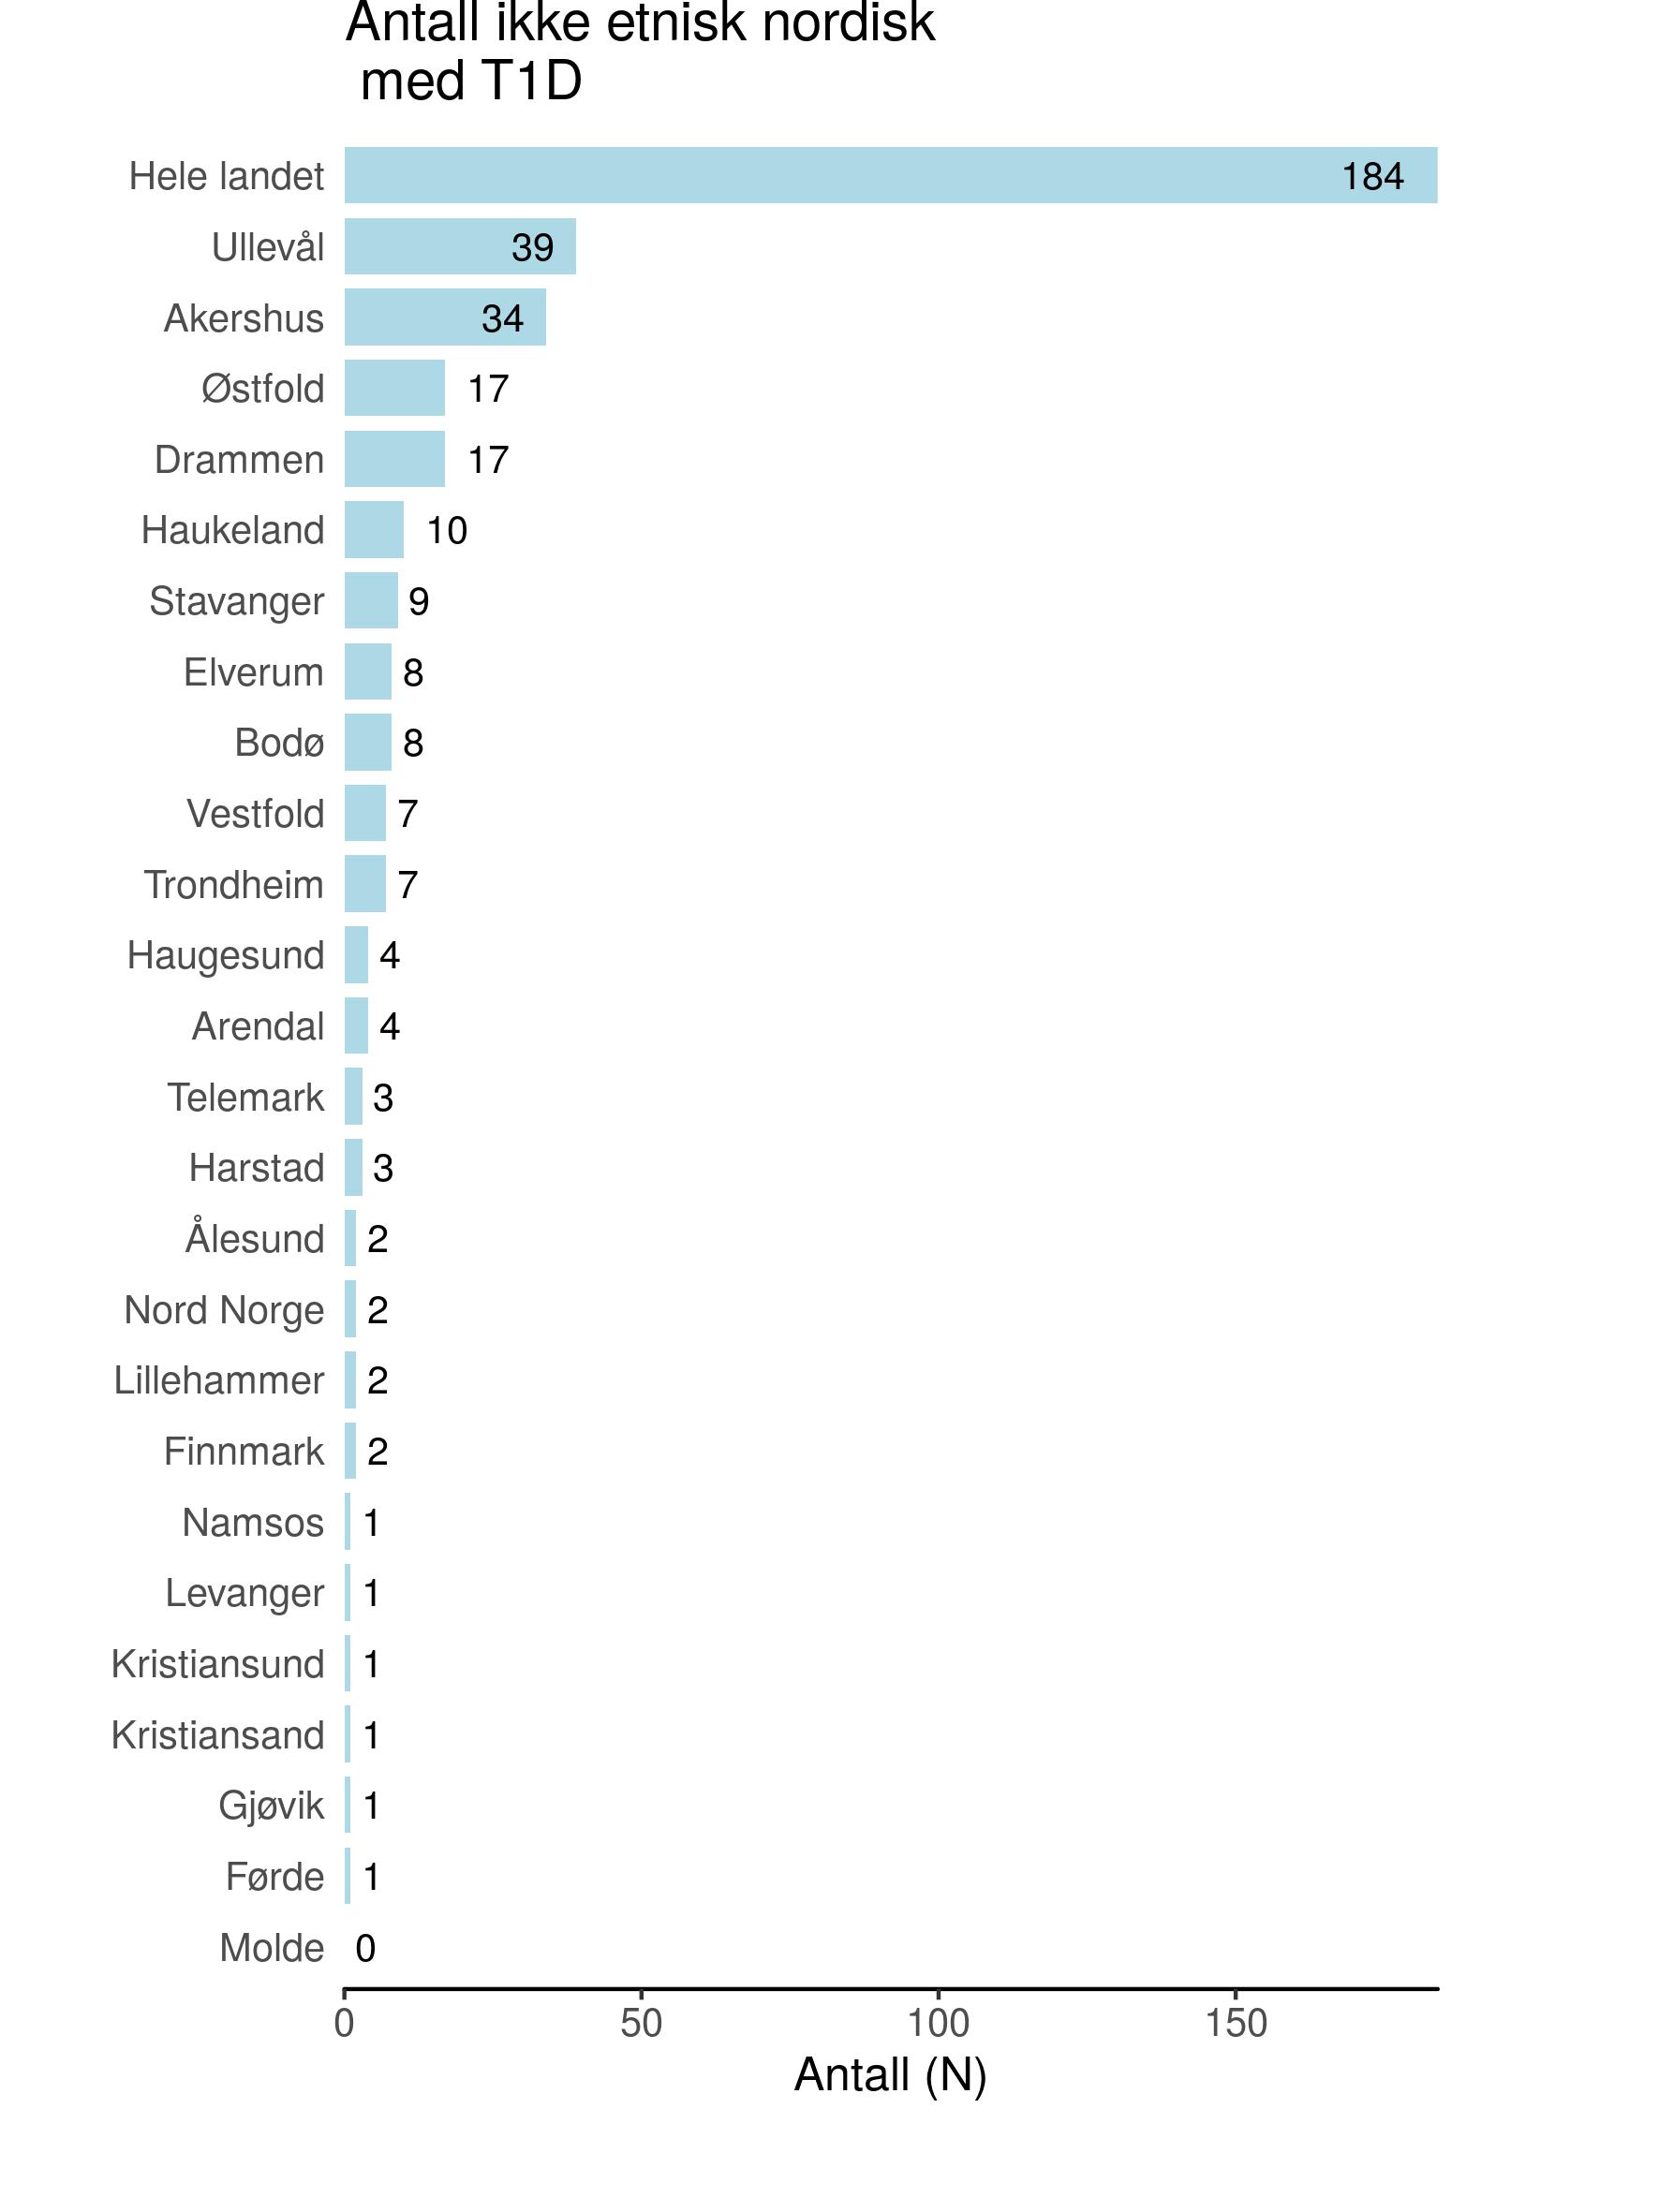 Antall ikke etnisk nordisk
med T1D
Hele landet 184
Ullevål 39
Akershus 34
Østfold 17
Drammen 17
Haukeland 10
Stavanger 9
Elverum 8
Bodø 8
Vestfold 7
Trondheim 7
Haugesund 4
Arendal 4
Telemark 3
Harstad 3
Ålesund 2
Nord Norge 2
Lillehammer 2
Finnmark 2
Namsos 1
Levanger 1
Kristiansund 1
Kristiansand 1
Gjøvik 1
Førde 1
Molde 0
0 50 100 150
Antall (N)